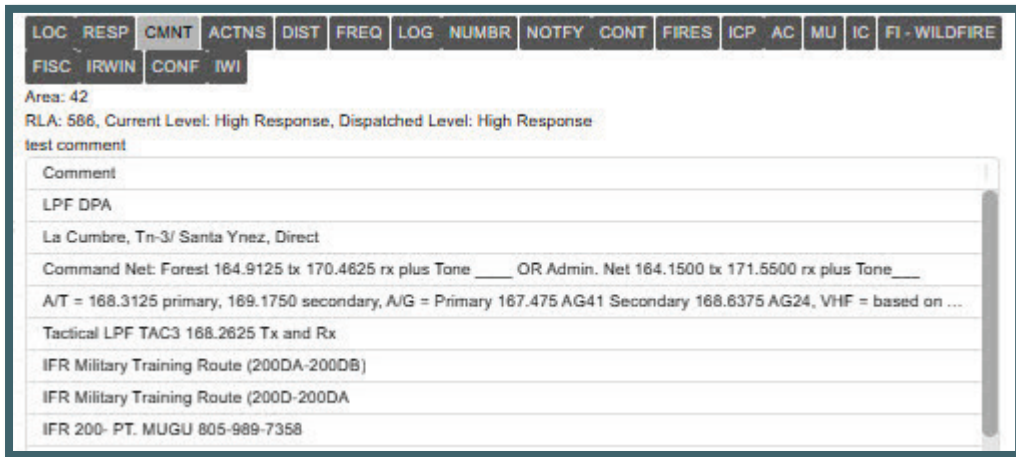 LOC RESP CMNT ACTNS DIST FREQ LOG NUMBR NOTFY CONT FIRES ICP AC MU IC FI - WILDFIRE
FISC IRWIN CONF IWI
Area: 42
RLA: 586, Current Level: High Response, Dispatched Level: High Response
test comment
Comment
LPF DPA
La Cumbre, Tn-3/ Santa Ynez, Direct
Command Net: Forest 164.9125 tx 170.4625 rx plus Tone ____ OR Admin. Net 164.1500 tx 171.5500 rx plus Tone___
A/T = 168.3125 primary, 169.1750 secondary, A/G = Primary 167.475 AG41 Secondary 168.6375 AG24, VHF = based on ...
Tactical LPF TAC3 168.2625 Tx and Rx
IFR Military Training Route (200DA-200DB)
IFR Military Training Route (200D-200DA
IFR 200- PT. MUGU 805-989-7358